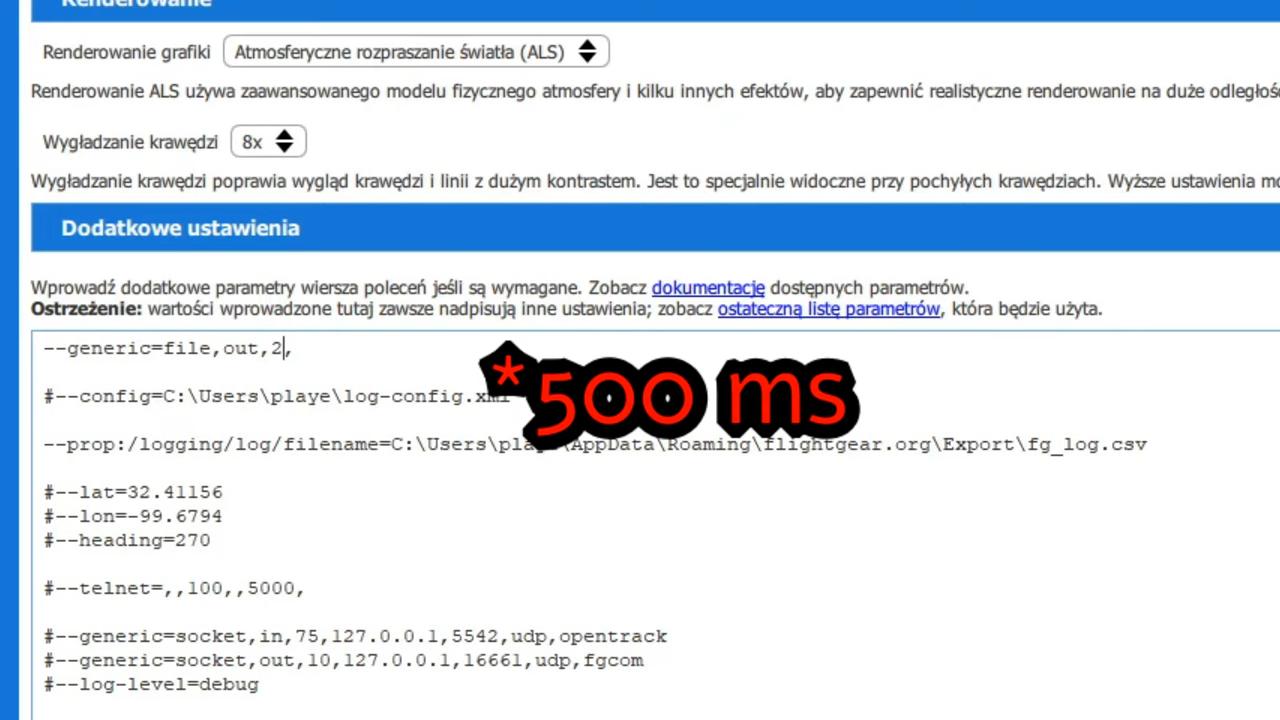 Renderowanie
Renderowanie grafiki Atmosferyczne rozpraszanie światła (ALS)
Renderowanie ALS używa zaawansowanego modelu fizycznego atmosfery i kilku innych efektów, aby zapewnić realistyczne renderowanie na duże
Wygładzanie krawędzi 8x
Wygładzanie krawędzi poprawia wygląd krawędzi i linii z dużym kontrastem. Jest to specjalnie widoczne przy pochyłych krawędziach. Wyższe ustawienia
Dodatkowe ustawienia
Wprowadź dodatkowe parametry wiersza poleceń jeśli są wymagane. Zobacz dokumentację dostępnych parametrów.
Ostrzeżenie: wartości wprowadzone tutaj zawsze nadpisują inne ustawienia; zobacz ostateczną listę parametrów, która będzie użyta.
--generic=file,out,2,
*500 ms
#--config=C:\Users\playe\log-config.xml
--prop:/logging/log/filename=C:\Users\playe\AppData\Roaming\flightgear.org\Export\fg_log.csv
#--lat=32.41156
#--lon=-99.6794
#--heading=270
#--telnet=,,100,,5000,
#--generic=socket,in,75,127.0.0.1,5542,udp,opentrack
#--generic=socket,out,10,127.0.0.1,16661,udp,fgcom
#--log-level=debug